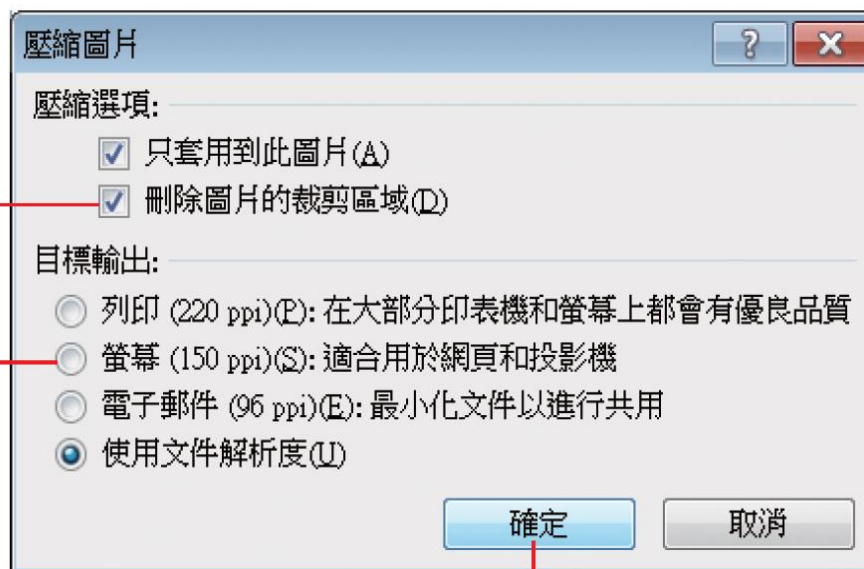 壓縮圖片
壓縮選項:
只套用到此圖片(A)
刪除圖片的裁剪區域(D)
目標輸出:
列印 (220 ppi)(P): 在大部分印表機和螢幕上都會有優良品質
螢幕 (150 ppi)(S): 適合用於網頁和投影機
電子郵件 (96 ppi)(E): 最小化文件以進行共用
使用文件解析度(U)
確定 取消